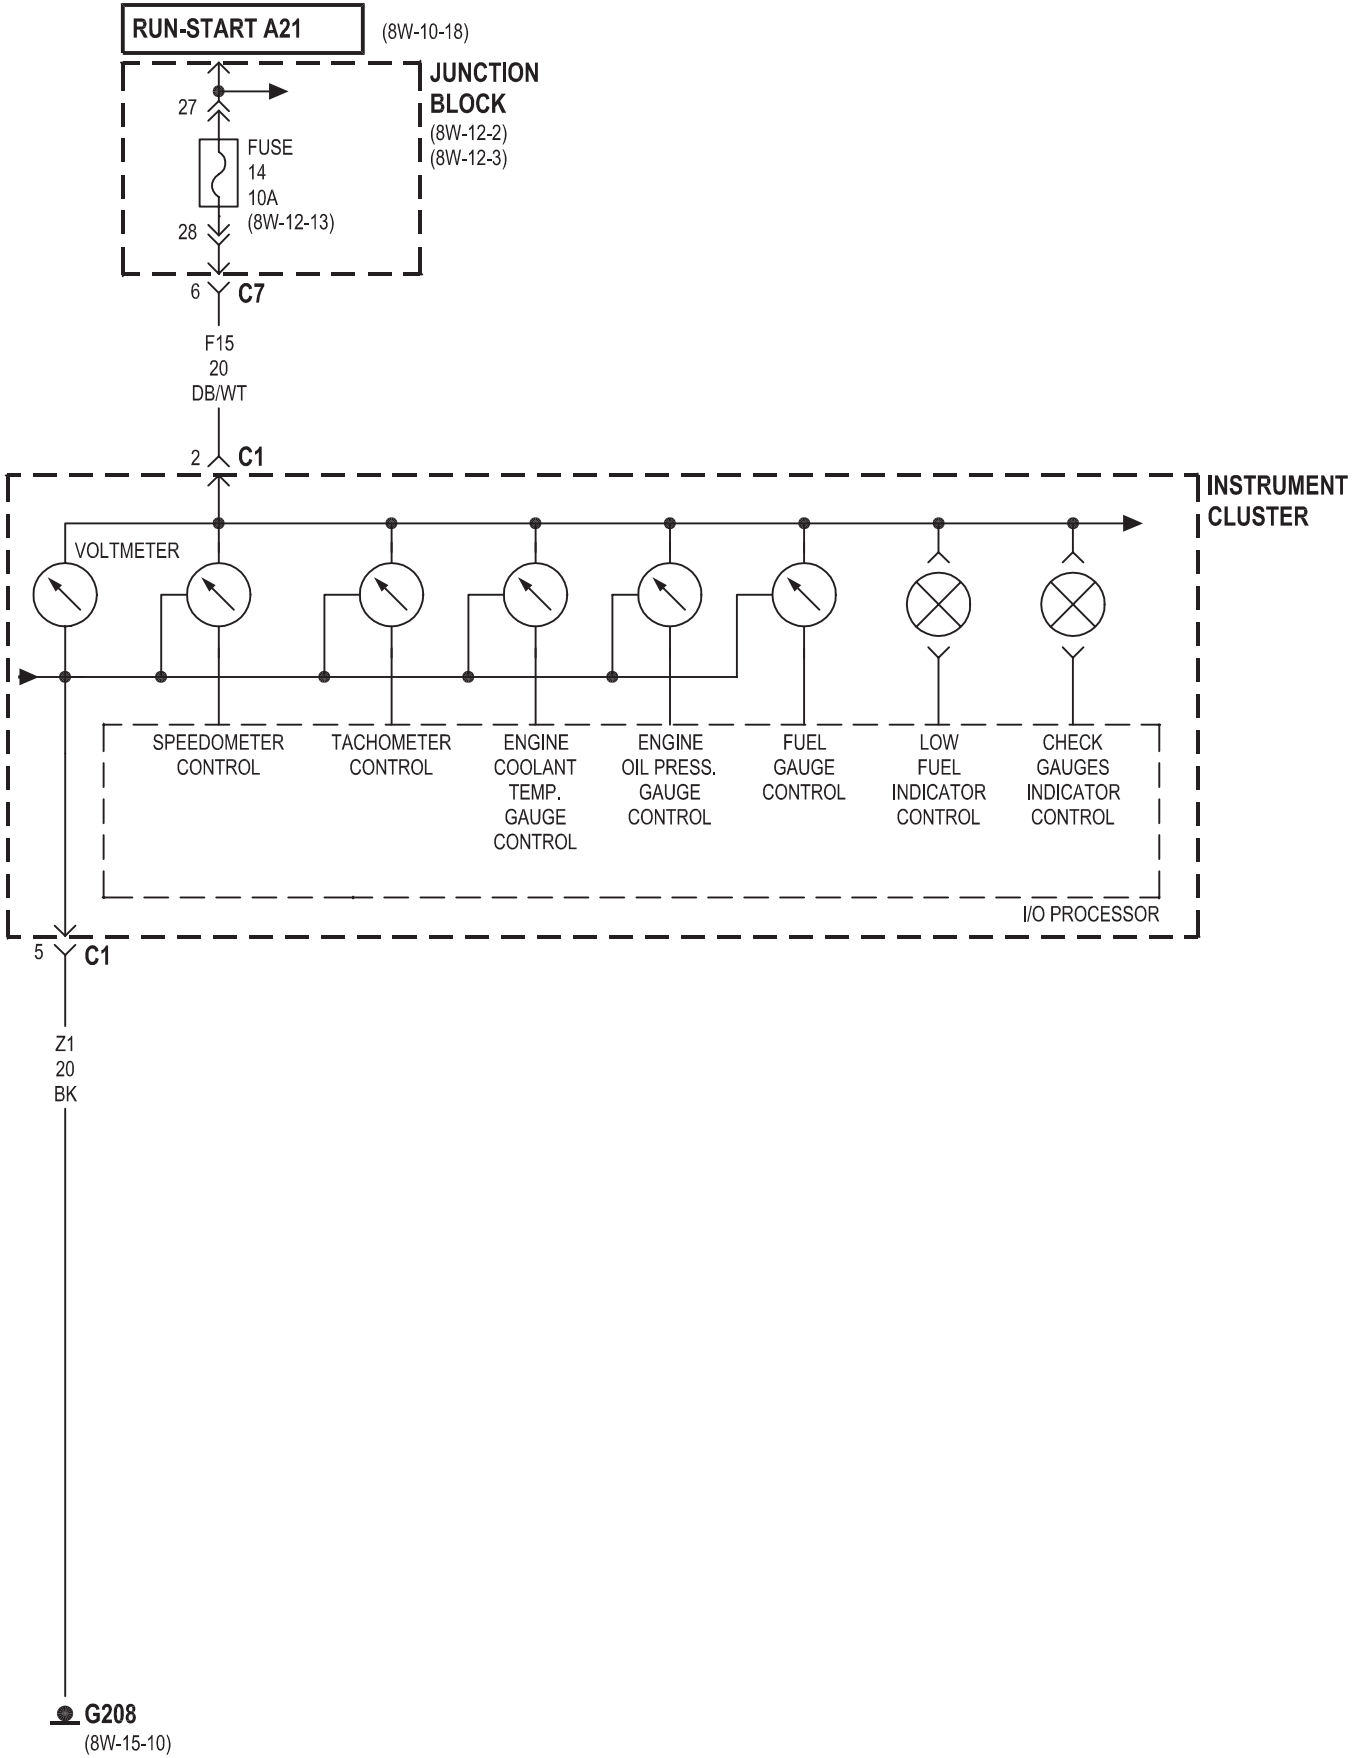 RUN-START A21
(8W-10-18)
JUNCTION
BLOCK
(8W-12-2)
(8W-12-3)
27
FUSE
14
10A
(8W-12-13)
28
6
C7
F15
20
DB/WT
2
C1
INSTRUMENT
CLUSTER
VOLTMETER
SPEEDOMETER
CONTROL
TACHOMETER
CONTROL
ENGINE
COOLANT
TEMP.
GAUGE
CONTROL
ENGINE
OIL PRESS.
GAUGE
CONTROL
FUEL
GAUGE
CONTROL
LOW
FUEL
INDICATOR
CONTROL
CHECK
GAUGES
INDICATOR
CONTROL
I/O PROCESSOR
5
C1
Z1
20
BK
G208
(8W-15-10)